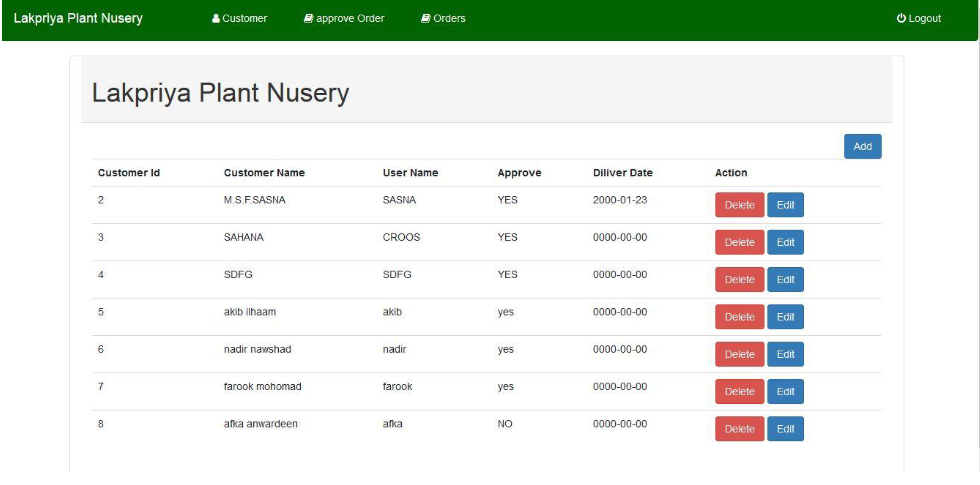 Lakpriya Plant Nusery Customer approve Order Orders Logout
Lakpriya Plant Nusery
Add
Customer Id Customer Name User Name Approve Diliver Date Action
2 M.S.F.SASNA SASNA YES 2000-01-23 Delete Edit
3 SAHANA CROOS YES 0000-00-00 Delete Edit
4 SDFG SDFG YES 0000-00-00 Delete Edit
5 akib ilhaam akib yes 0000-00-00 Delete Edit
6 nadir nawshad nadir yes 0000-00-00 Delete Edit
7 farook mohomad farook yes 0000-00-00 Delete Edit
8 afka anwardeen afka NO 0000-00-00 Delete Edit